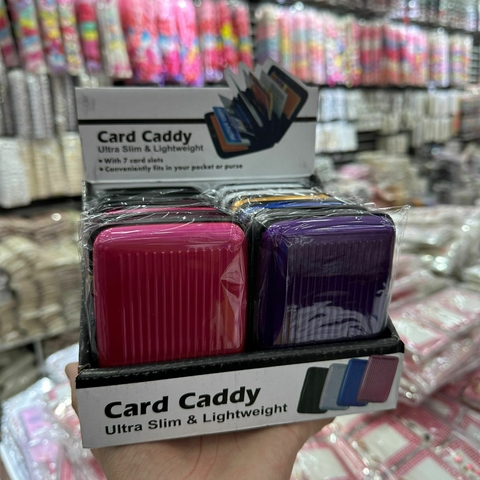 Card Caddy
Ultra Slim & Lightweight
• With 7 card slots
• Conveniently fits in your pocket or purse
Card Caddy
Ultra Slim & Lightweight